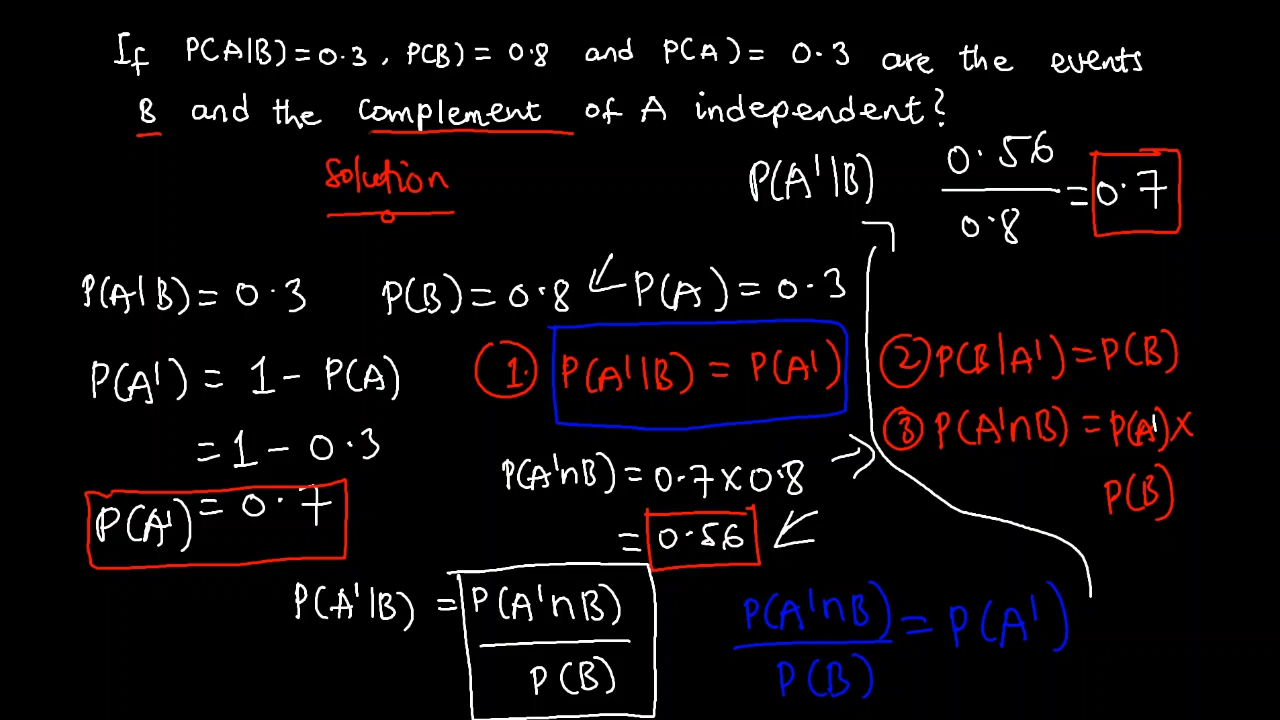 If P(A|B)=0.3, P(B)= 0.8 and P(A)= 0.3 are the events
B and the complement of A independent?
Solution
P(A'|B) 0.56/0.8 = 0.7
P(A|B)= 0.3 P(B)=0.8 P(A)=0.3
P(A') = 1- P(A)
= 1- 0.3
P(A') = 0.7
1. P(A'|B) = P(A')
2 P(B|A')=P(B)
3 P(A'∩B) =P(A')×
P(B)
P(A'∩B)=0.7×0.8
= 0.56
P(A'|B) = P(A'∩B)
P(B)
P(A'∩B) = P(A')
P(B)